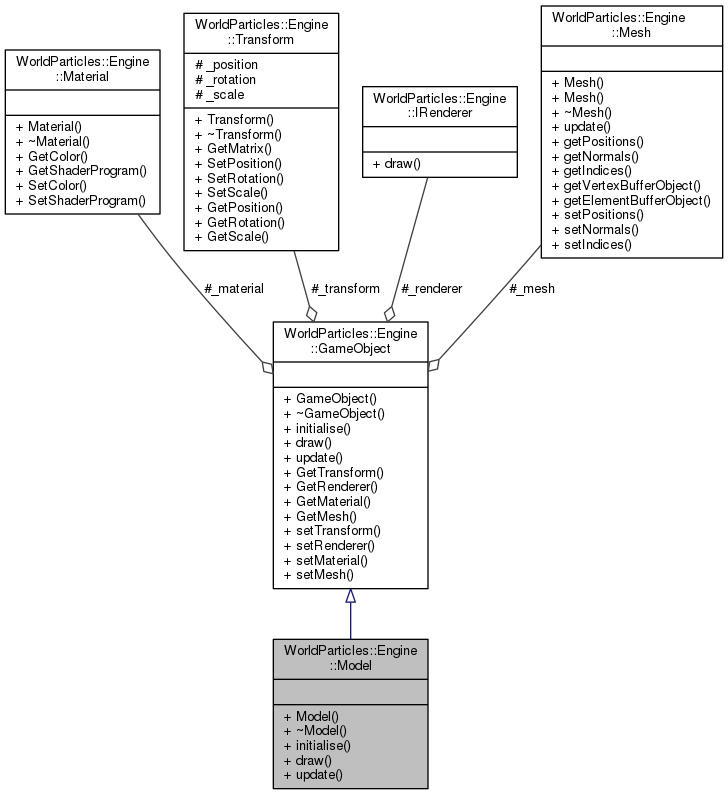 WorldParticles::Engine
::Material
+ Material()
+ ~Material()
+ GetColor()
+ GetShaderProgram()
+ SetColor()
+ SetShaderProgram()
WorldParticles::Engine
::Transform
# _position
# _rotation
# _scale
+ Transform()
+ ~Transform()
+ GetMatrix()
+ SetPosition()
+ SetRotation()
+ SetScale()
+ GetPosition()
+ GetRotation()
+ GetScale()
WorldParticles::Engine
::IRenderer
+ draw()
WorldParticles::Engine
::Mesh
+ Mesh()
+ Mesh()
+ ~Mesh()
+ update()
+ getPositions()
+ getNormals()
+ getIndices()
+ getVertexBufferObject()
+ getElementBufferObject()
+ setPositions()
+ setNormals()
+ setIndices()
#_material
#_transform
#_renderer
#_mesh
WorldParticles::Engine
::GameObject
+ GameObject()
+ ~GameObject()
+ initialise()
+ draw()
+ update()
+ GetTransform()
+ GetRenderer()
+ GetMaterial()
+ GetMesh()
+ setTransform()
+ setRenderer()
+ setMaterial()
+ setMesh()
WorldParticles::Engine
::Model
+ Model()
+ ~Model()
+ initialise()
+ draw()
+ update()